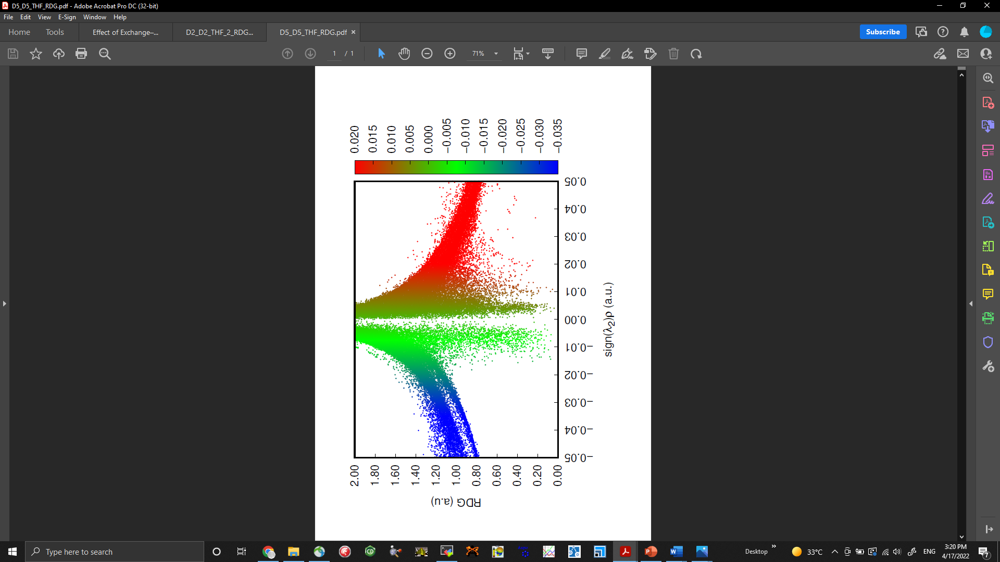 D5_D5_THF_RDG.pdf - Adobe Acrobat Pro DC (32-bit)
File Edit View E-Sign Window Help
Home Tools Effect of Exchange–... D2_D2_THF_2_RDG... D5_D5_THF_RDG.pdf × Subscribe
1 / 1 71%
0.020 0.015 0.010 0.005 0.000 −0.005 −0.010 −0.015 −0.020 −0.025 −0.030 −0.035
0.05
0.04
0.03
0.02
0.01
0.00
−0.01
−0.02
−0.03
−0.04
−0.05
sign(λ2)ρ (a.u.)
2.00 1.80 1.60 1.40 1.20 1.00 0.80 0.60 0.40 0.20 0.00
RDG (a.u)
Type here to search
CD
Desktop » 33°C ENG 3:20 PM
4/17/2022
7